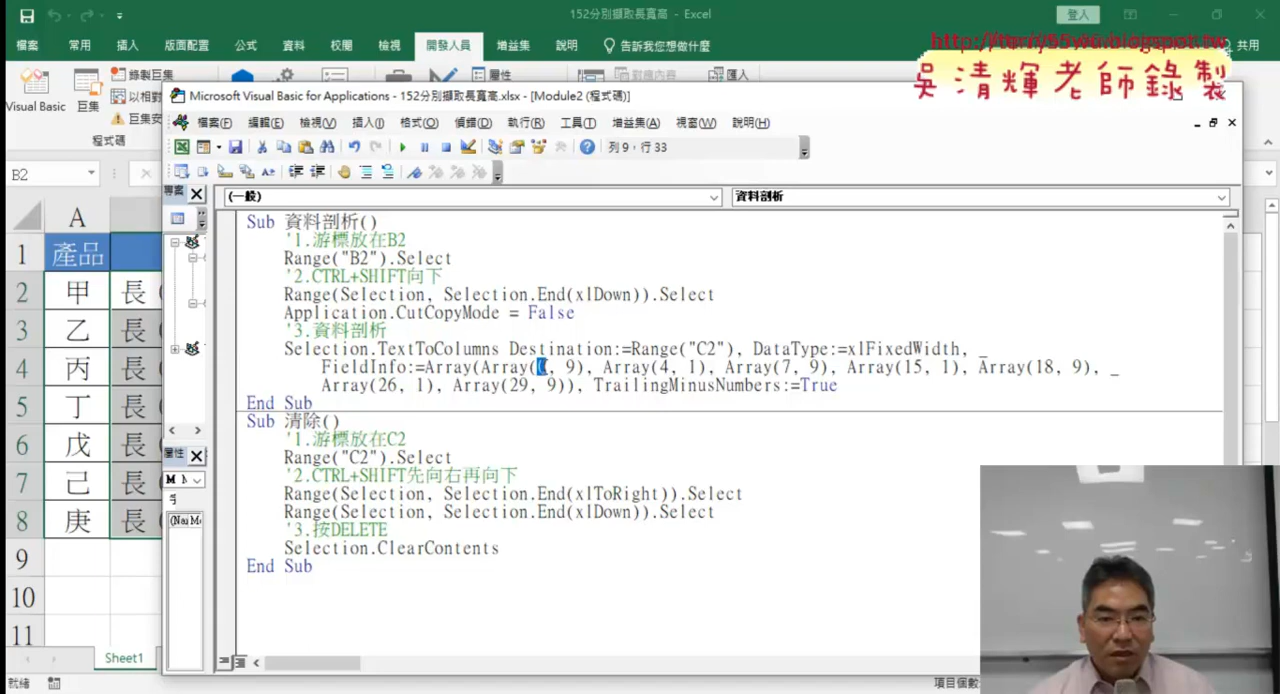 152分別擷取長寬高 - Excel
登入
檔案 常用 插入 版面配置 公式 資料 校閱 檢視 開發人員 增益集 說明 告訴我您想做什麼
共用
http://terry55wu.blogspot.tw
吳清輝老師錄製
錄製巨集
屬性
匯入
Visual Basic 巨集
程式碼
Microsoft Visual Basic for Applications - 152分別擷取長寬高.xlsx - [Module2 (程式碼)]
檔案(F) 編輯(E) 檢視(V) 插入(I) 格式(O) 偵錯(D) 執行(R) 工具(T) 增益集(A) 視窗(W) 說明(H)
列 9，行 33
B2
(一般)
資料剖析
Sub 資料剖析()
'1.游標放在B2
Range("B2").Select
'2.CTRL+SHIFT向下
Range(Selection, Selection.End(xlDown)).Select
Application.CutCopyMode = False
'3.資料剖析
Selection.TextToColumns Destination:=Range("C2"), DataType:=xlFixedWidth, _
FieldInfo:=Array(Array(0, 9), Array(4, 1), Array(7, 9), Array(15, 1), Array(18, 9), _
Array(26, 1), Array(29, 9)), TrailingMinusNumbers:=True
End Sub
Sub 清除()
'1.游標放在C2
Range("C2").Select
'2.CTRL+SHIFT先向右再向下
Range(Selection, Selection.End(xlToRight)).Select
Range(Selection, Selection.End(xlDown)).Select
'3.按DELETE
Selection.ClearContents
End Sub
A
1 產品
2 甲 長
3 乙 長
4 丙 長
5 丁 長
6 戊 長
7 己 長
8 庚 長
9
10
11
Sheet1
就緒
項目個數